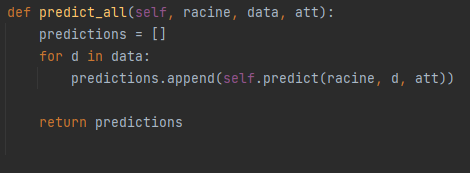 def predict_all(self, racine, data, att):
    predictions = []
    for d in data:
        predictions.append(self.predict(racine, d, att))
    return predictions